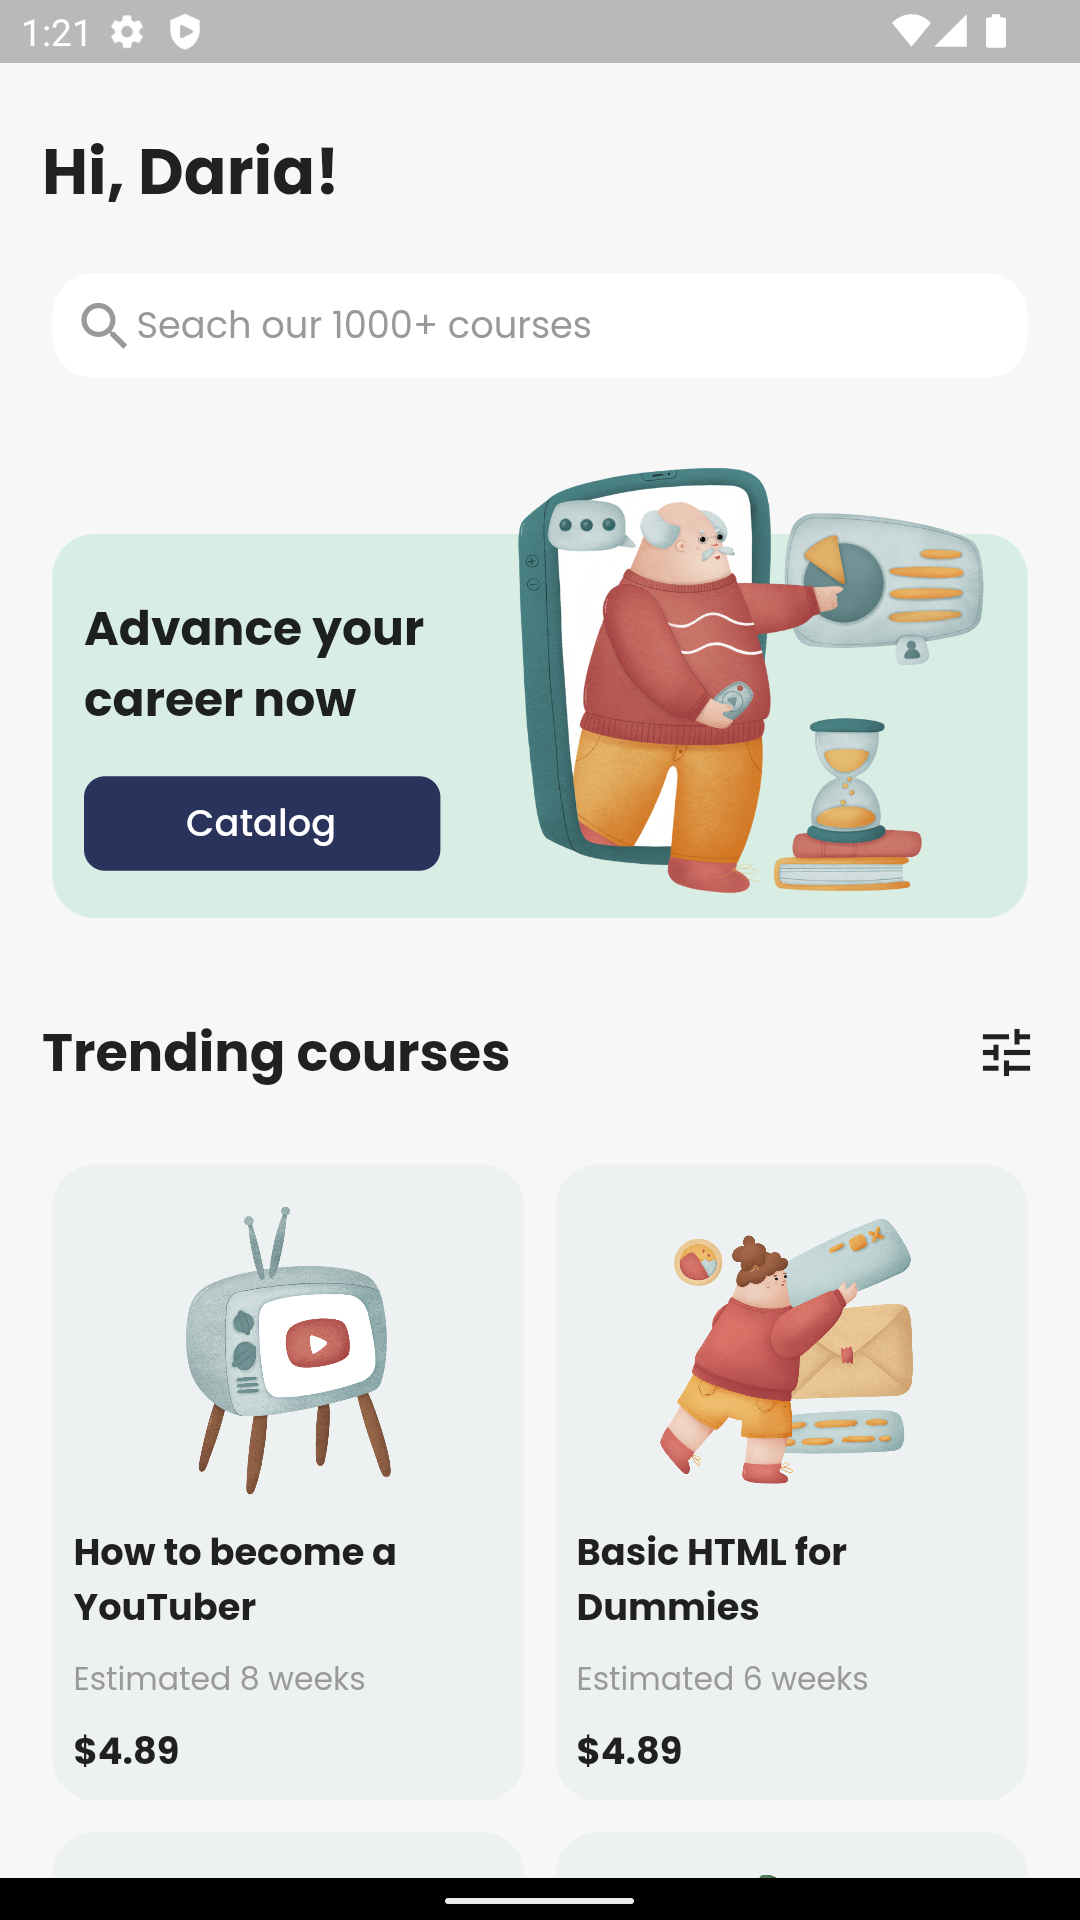 1:21
Hi, Daria!
Seach our 1000+ courses
Advance your
career now
Catalog
Trending courses
How to become a
YouTuber
Estimated 8 weeks
$4.89
Basic HTML for
Dummies
Estimated 6 weeks
$4.89